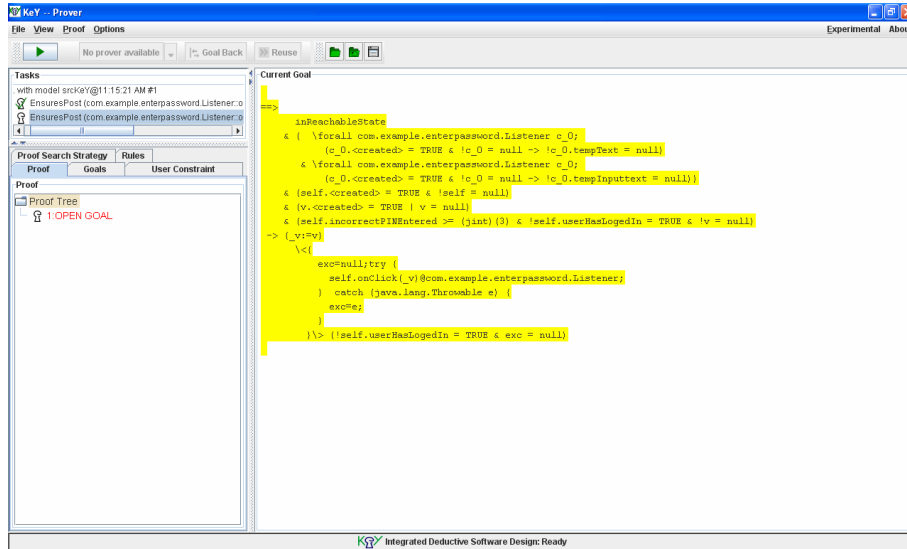 KeY -- Prover
File View Proof Options
Experimental Abou
No prover available
Goal Back
Reuse
Tasks
with model srcKeY@11:15:21 AM #1
EnsuresPost (com.example.enterpassword.Listener::o
EnsuresPost (com.example.enterpassword.Listener::o
Proof Search Strategy Rules
Proof Goals User Constraint
Proof
Proof Tree
1:OPEN GOAL
Current Goal
==>
inReachableState
& ( \forall com.example.enterpassword.Listener c_0;
(c_0.<created> = TRUE & !c_0 = null -> !c_0.tempText = null)
& \forall com.example.enterpassword.Listener c_0;
(c_0.<created> = TRUE & !c_0 = null -> !c_0.tempInputtext = null))
& (self.<created> = TRUE & !self = null)
& (v.<created> = TRUE | v = null)
& (self.incorrectPINEntered >= (jint)(3) & !self.userHasLogedIn = TRUE & !v = null)
-> {_v:=v}
\<{
exc=null;try {
self.onClick(_v)@com.example.enterpassword.Listener;
} catch (java.lang.Throwable e) {
exc=e;
}
}\> (!self.userHasLogedIn = TRUE & exc = null)
KeY Integrated Deductive Software Design: Ready